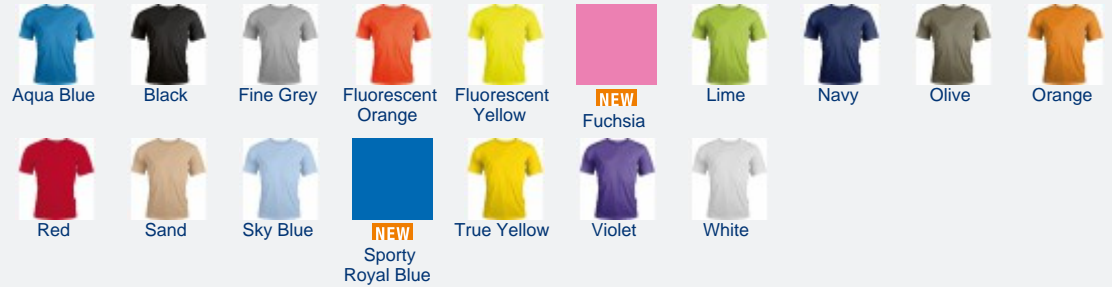 Aqua Blue
Black
Fine Grey
Fluorescent
Orange
Fluorescent
Yellow
NEW
Fuchsia
Lime
Navy
Olive
Orange
Red
Sand
Sky Blue
NEW
Sporty
Royal Blue
True Yellow
Violet
White